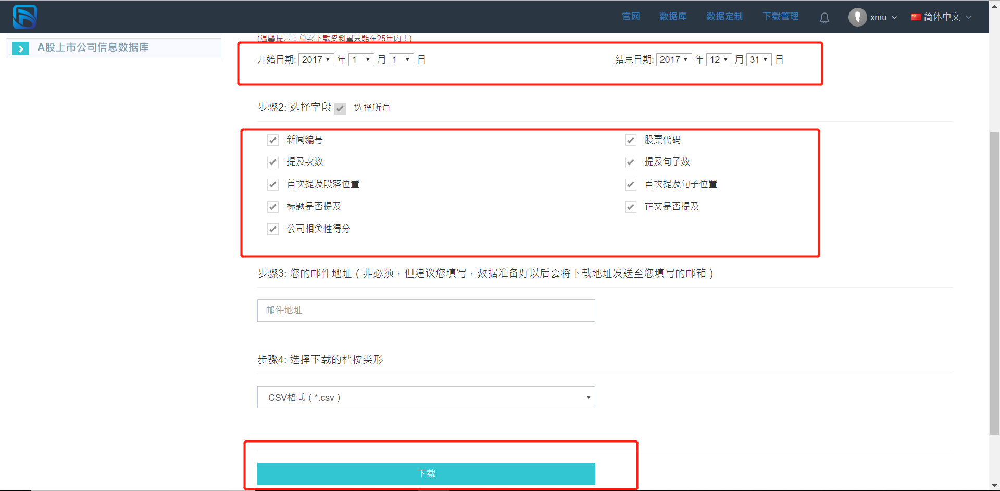 官网 数据库 数据定制 下载管理 xmu 简体中文
A股上市公司信息数据库
(温馨提示：单次下载资料量只能在25年内！)
开始日期: 2017 年 1 月 1 日 结束日期: 2017 年 12 月 31 日
步骤2: 选择字段 选择所有
新闻编号 股票代码
提及次数 提及句子数
首次提及段落位置 首次提及句子位置
标题是否提及 正文是否提及
公司相关性得分
步骤3: 您的邮件地址（非必须，但建议您填写，数据准备好以后会将下载地址发送至您填写的邮箱）
邮件地址
步骤4: 选择下载的档桉类形
CSV格式（*.csv）
下载